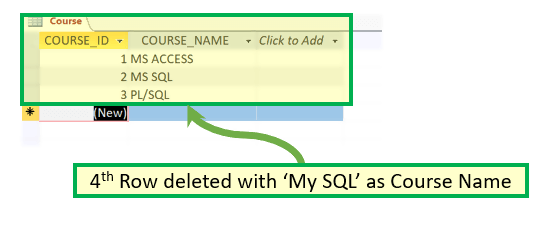 Course
COURSE_ID COURSE_NAME Click to Add
1 MS ACCESS
2 MS SQL
3 PL/SQL
* (New)
4th Row deleted with ‘My SQL’ as Course Name